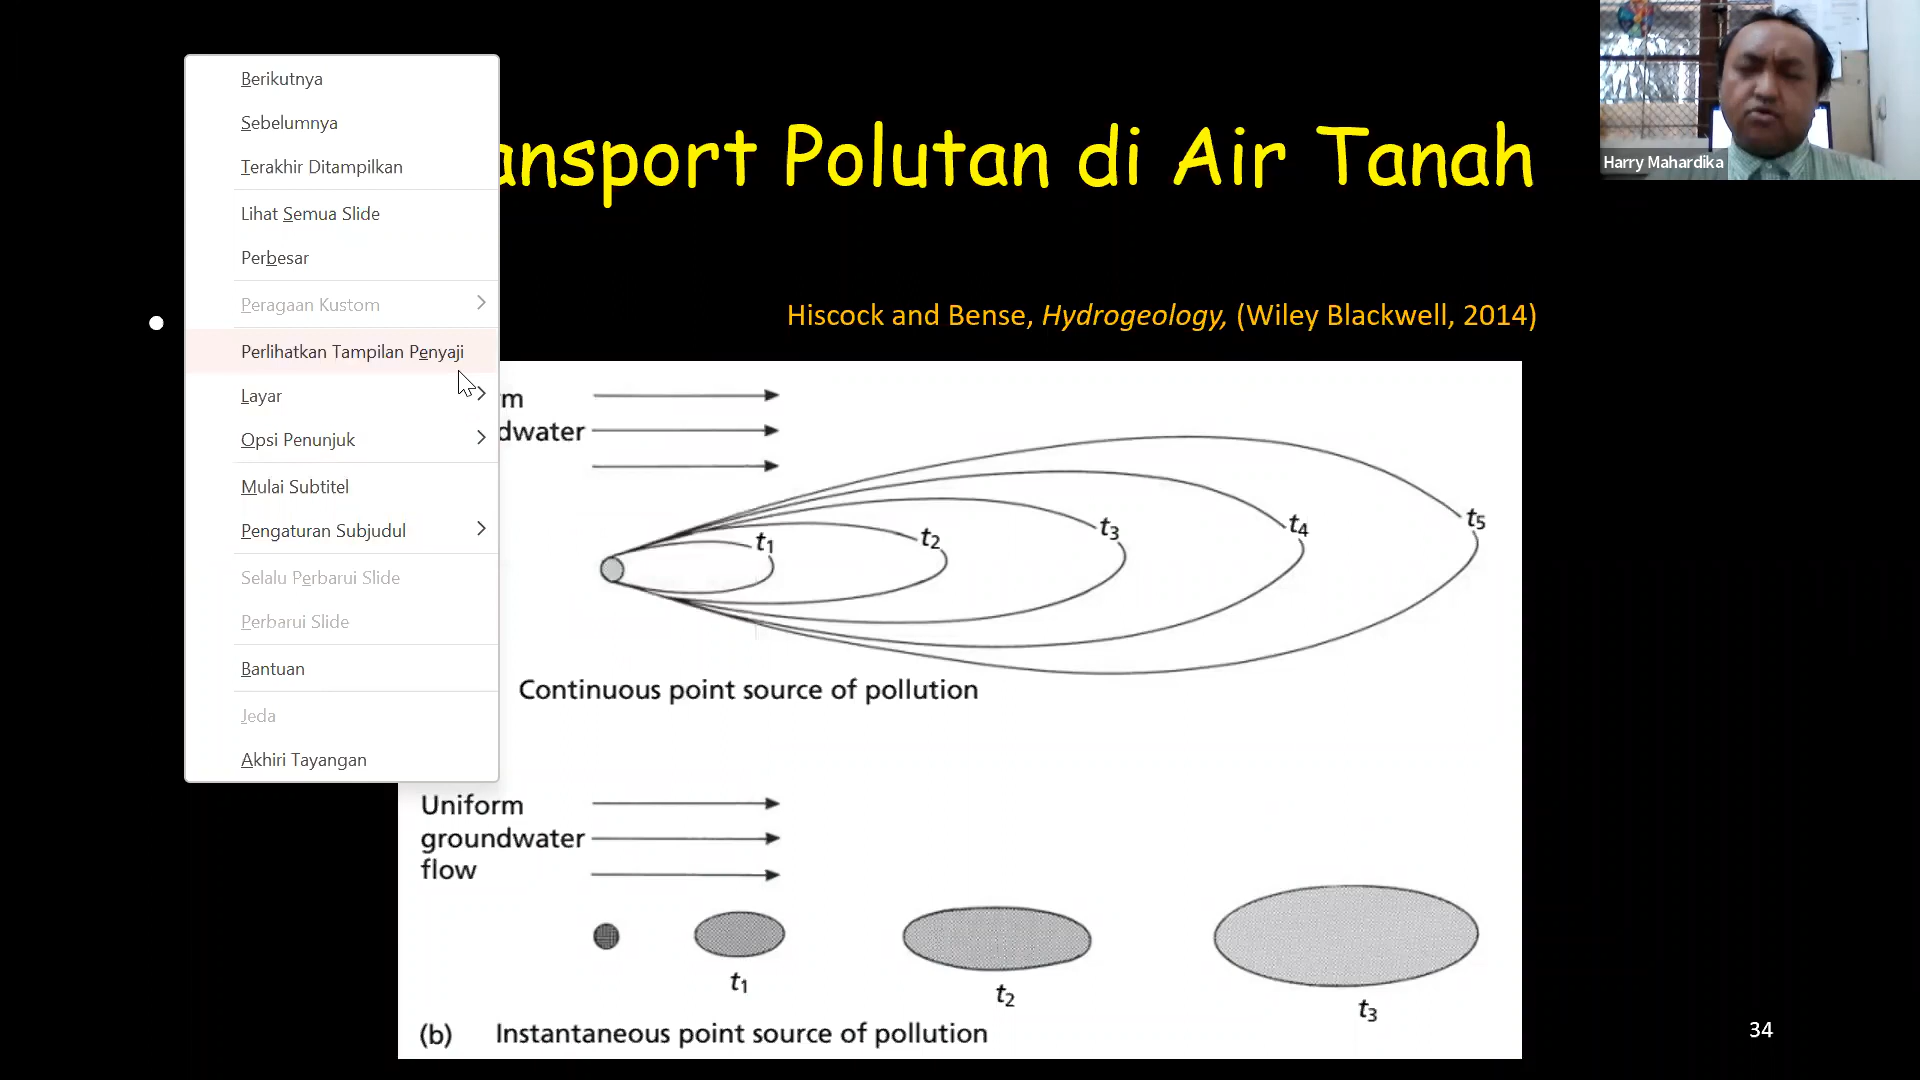 Berikutnya
Sebelumnya
Terakhir Ditampilkan
Lihat Semua Slide
Perbesar
Peragaan Kustom
Perlihatkan Tampilan Penyaji
Layar
Opsi Penunjuk
Mulai Subtitel
Pengaturan Subjudul
Selalu Perbarui Slide
Perbarui Slide
Bantuan
Jeda
Akhiri Tayangan
ansport Polutan di Air Tanah
Harry Mahardika
Hiscock and Bense, Hydrogeology, (Wiley Blackwell, 2014)
rm
dwater
t1
t2
t3
t4
t5
Continuous point source of pollution
Uniform
groundwater
flow
t1
t2
t3
(b) Instantaneous point source of pollution
34